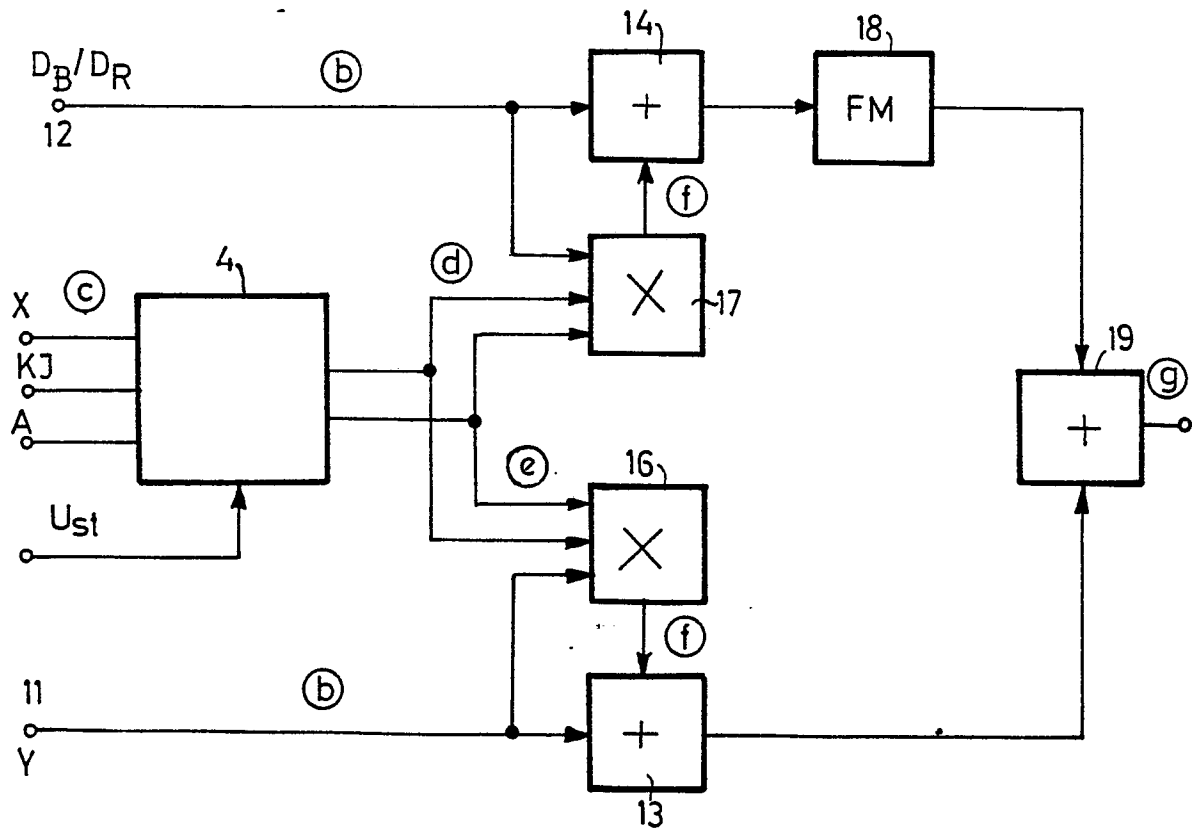 14
18
D_B/D_R
b
+
FM
12
f
4
d
c
×
17
X
19
KJ
g
A
+
e
16
U_st
×
f
11
b
+
Y
13